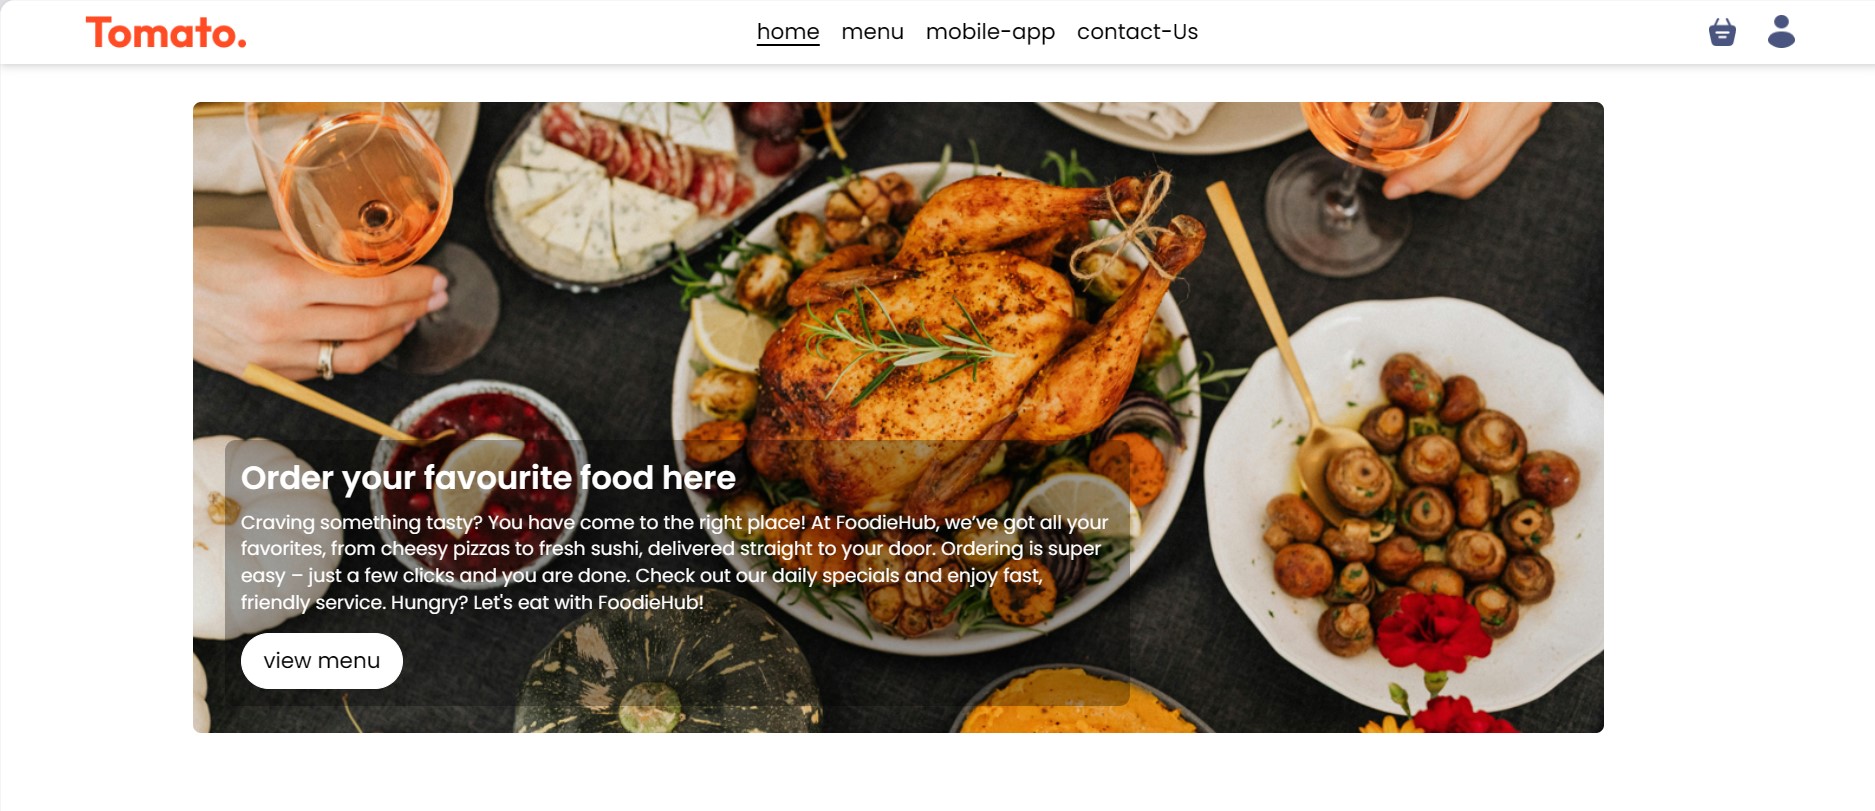 Tomato.
home menu mobile-app contact-Us
Order your favourite food here
Craving something tasty? You have come to the right place! At FoodieHub, we’ve got all your
favorites, from cheesy pizzas to fresh sushi, delivered straight to your door. Ordering is super
easy – just a few clicks and you are done. Check out our daily specials and enjoy fast,
friendly service. Hungry? Let's eat with FoodieHub!
view menu